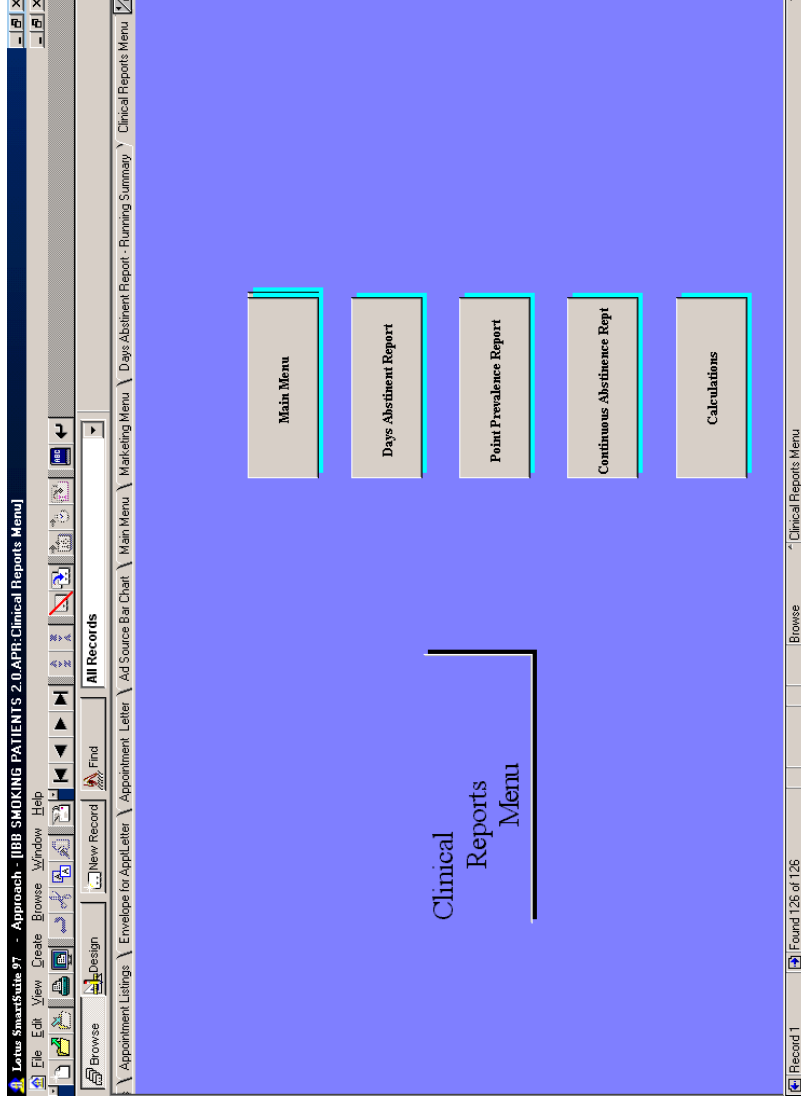 Lotus SmartSuite 97 - Approach - [IBB SMOKING PATIENTS 2.0.APR:Clinical Reports Menu]
File Edit View Create Browse Window Help
ABC
Browse Design New Record Find All Records
Appointment Listings Envelope for ApptLetter Appointment Letter Ad Source Bar Chart Main Menu Marketing Menu Days Abstinent Report - Running Summary Clinical Reports Menu
Clinical
Reports
Menu
Main Menu
Days Abstinent Report
Point Prevalence Report
Continuous Abstinence Rept
Calculations
Record 1 Found 126 of 126 Browse Clinical Reports Menu